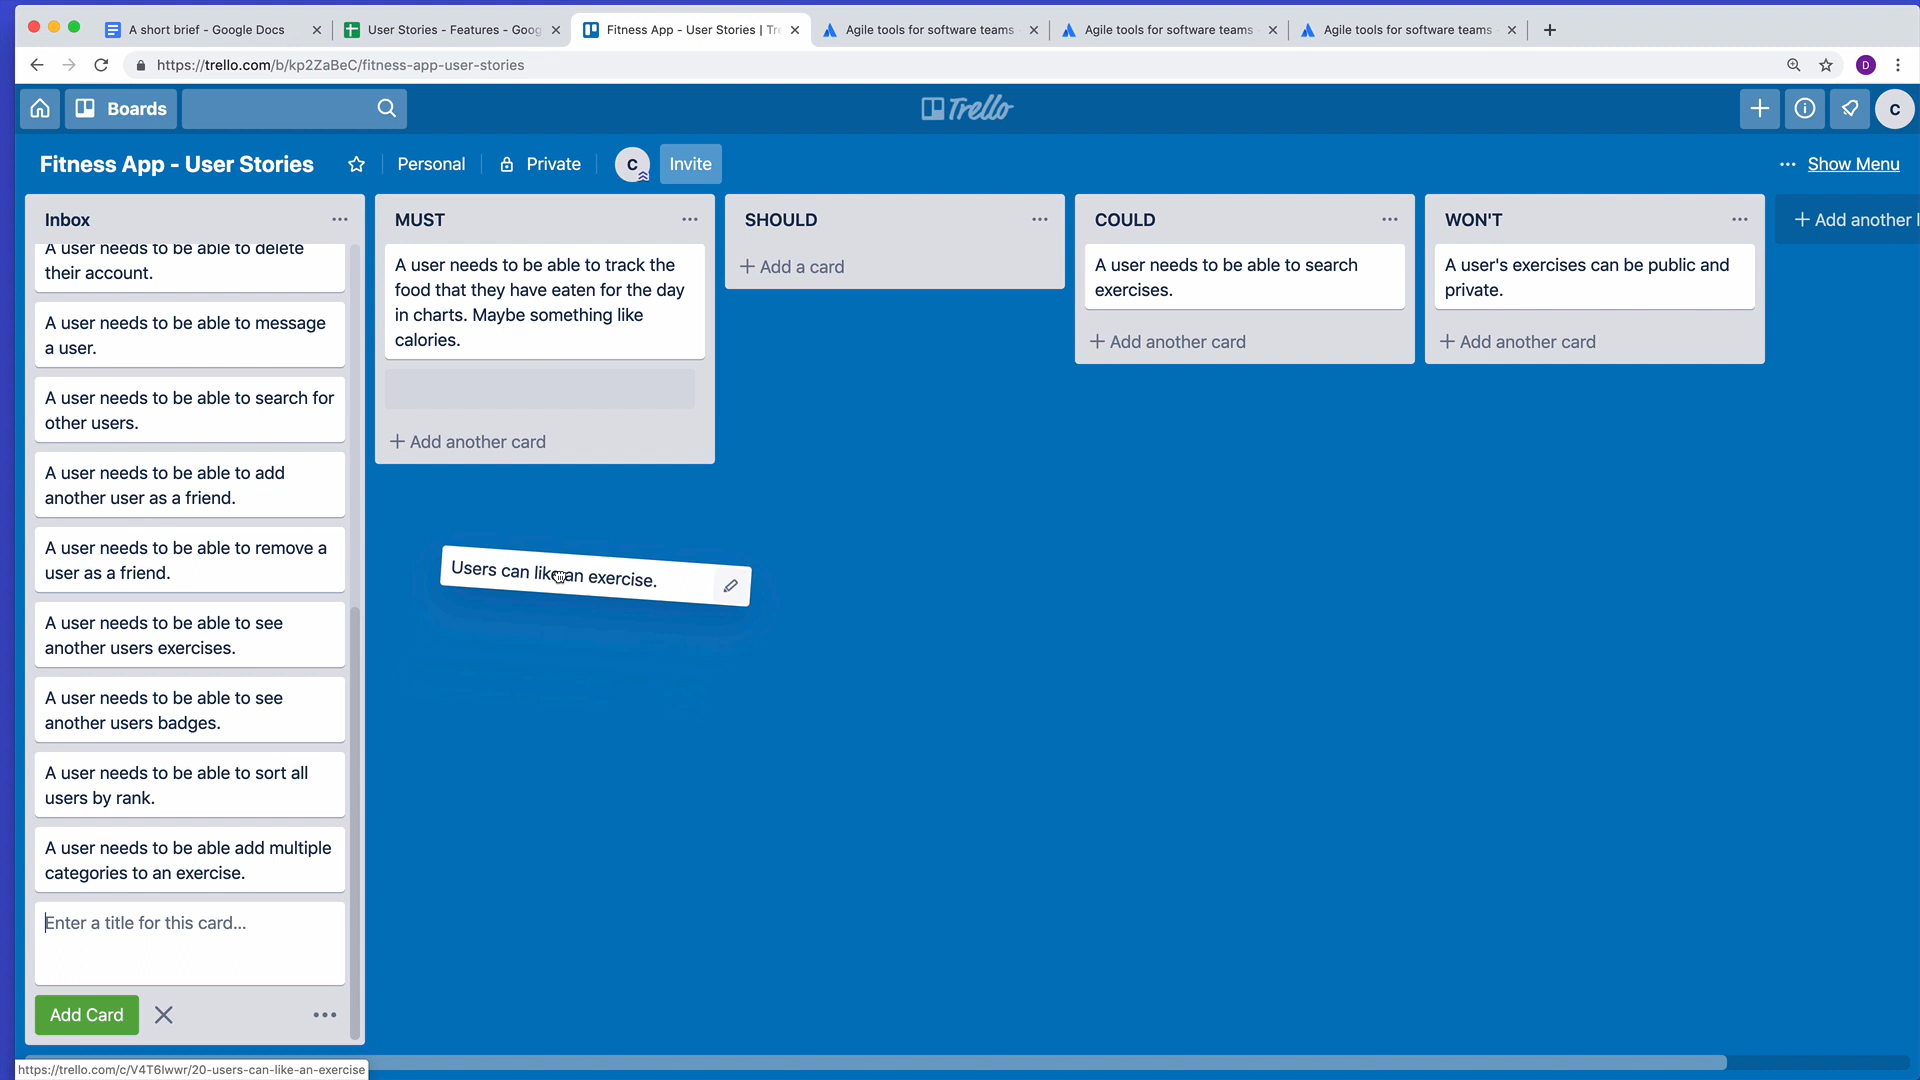 A short brief - Google Docs
User Stories - Features - Goog
Fitness App - User Stories | Tre
Agile tools for software teams
Agile tools for software teams
Agile tools for software teams
https://trello.com/b/kp2ZaBeC/fitness-app-user-stories
D
Boards
Trello
C
Fitness App - User Stories
Personal
Private
C
Invite
Show Menu
Inbox
A user needs to be able to delete
their account.
A user needs to be able to message
a user.
A user needs to be able to search for
other users.
A user needs to be able to add
another user as a friend.
A user needs to be able to remove a
user as a friend.
A user needs to be able to see
another users exercises.
A user needs to be able to see
another users badges.
A user needs to be able to sort all
users by rank.
A user needs to be able add multiple
categories to an exercise.
Enter a title for this card...
Add Card
MUST
A user needs to be able to track the
food that they have eaten for the day
in charts. Maybe something like
calories.
+ Add another card
Users can like an exercise.
SHOULD
+ Add a card
COULD
A user needs to be able to search
exercises.
+ Add another card
WON'T
A user's exercises can be public and
private.
+ Add another card
+ Add another l
https://trello.com/c/V4T6Iwwr/20-users-can-like-an-exercise